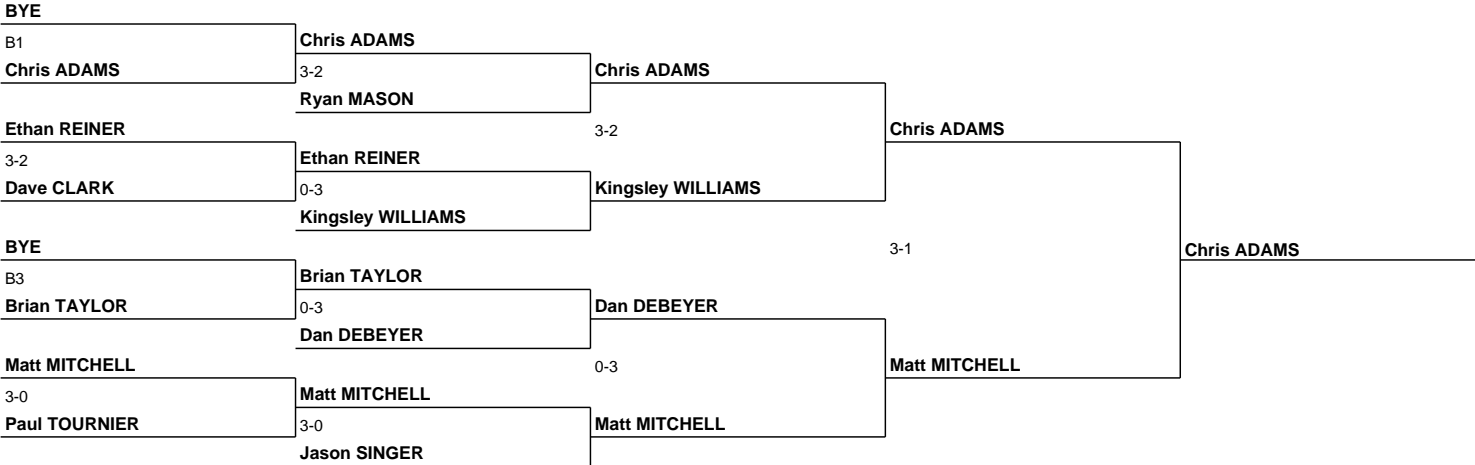 BYE
B1
Chris ADAMS
Chris ADAMS
3-2
Ryan MASON
Chris ADAMS
Ethan REINER
3-2
Dave CLARK
Ethan REINER
0-3
Kingsley WILLIAMS
3-2
Kingsley WILLIAMS
Chris ADAMS
BYE
B3
Brian TAYLOR
Brian TAYLOR
0-3
Dan DEBEYER
Dan DEBEYER
Matt MITCHELL
3-0
Paul TOURNIER
Matt MITCHELL
3-0
Jason SINGER
0-3
Matt MITCHELL
Matt MITCHELL
3-1
Chris ADAMS